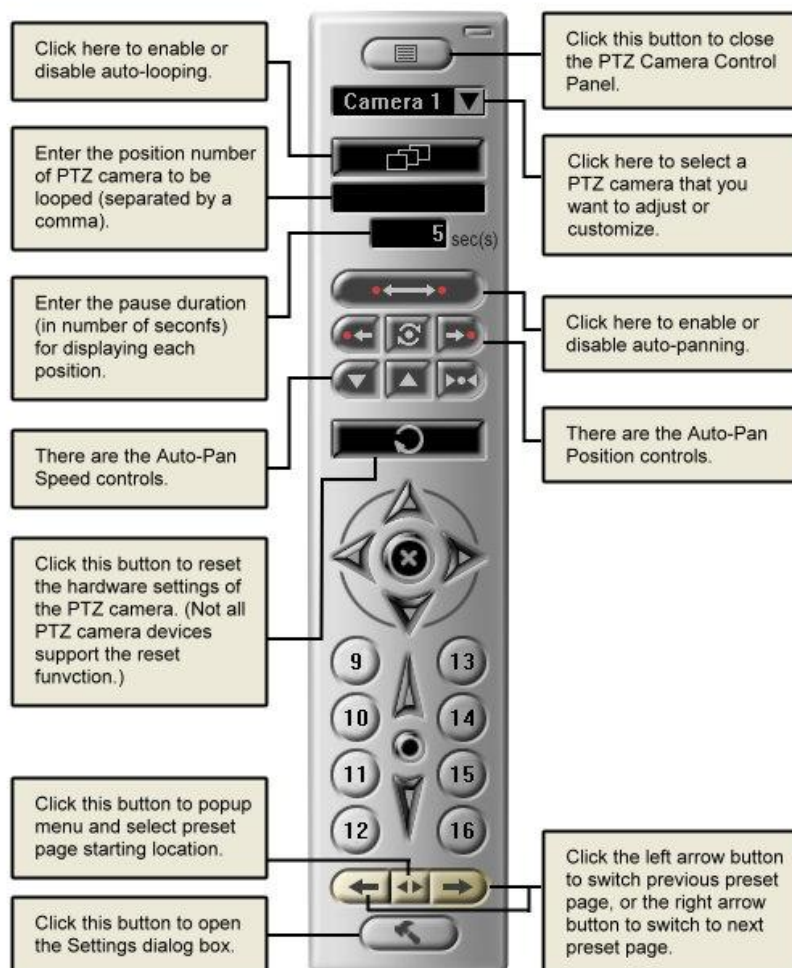 Click here to enable or
disable auto-looping.
Enter the position number
of PTZ camera to be
looped (separated by a
comma).
Enter the pause duration
(in number of seconfs)
for displaying each
position.
There are the Auto-Pan
Speed controls.
Click this button to reset
the hardware settings of
the PTZ camera. (Not all
PTZ camera devices
support the reset
funvction.)
Click this button to popup
menu and select preset
page starting location.
Click this button to open
the Settings dialog box.
Camera 1
5 sec(s)
9
13
10
14
11
15
12
16
Click this button to close
the PTZ Camera Control
Panel.
Click here to select a
PTZ camera that you
want to adjust or
customize.
Click here to enable or
disable auto-panning.
There are the Auto-Pan
Position controls.
Click the left arrow button
to switch previous preset
page, or the right arrow
button to switch to next
preset page.